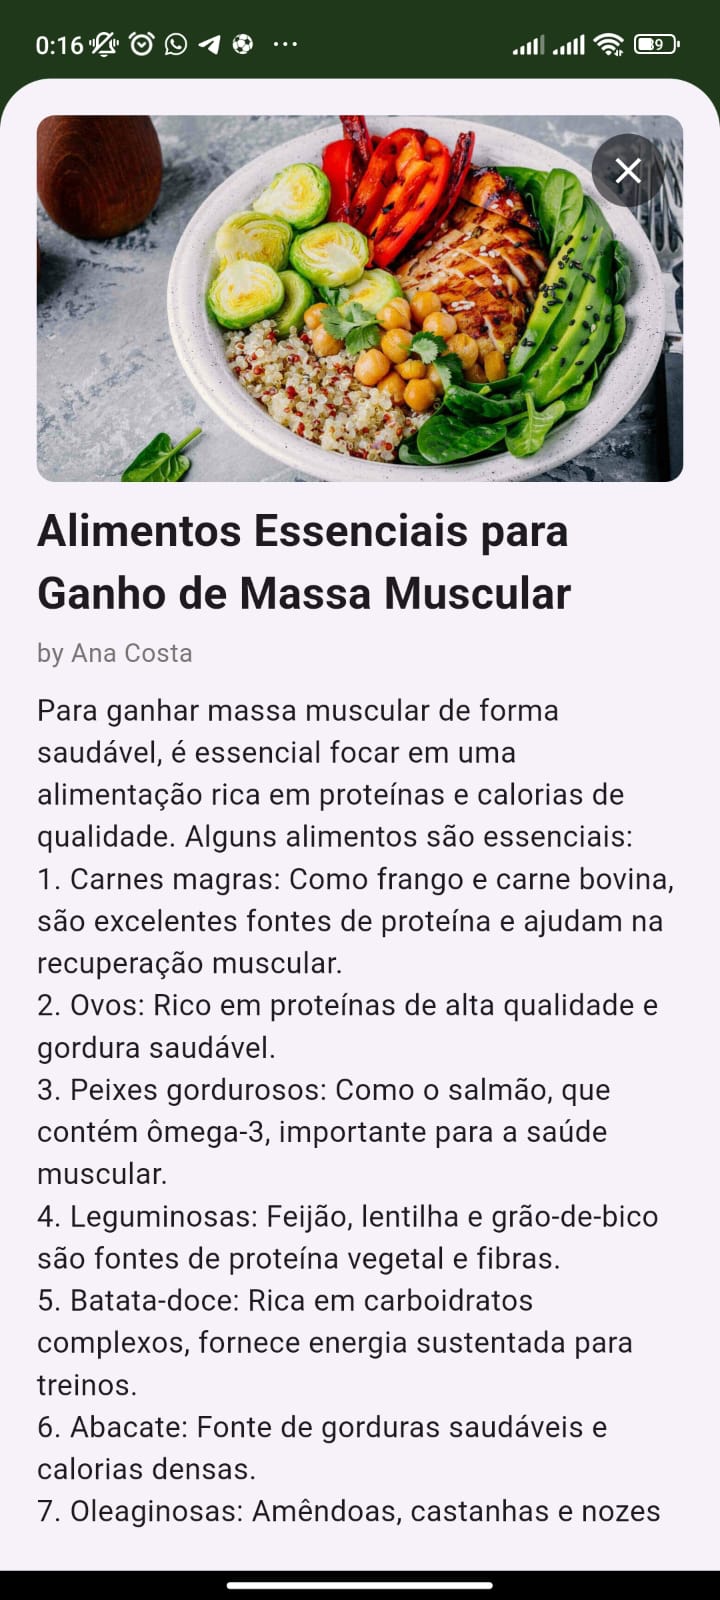 0:16
89
Alimentos Essenciais para
Ganho de Massa Muscular
by Ana Costa
Para ganhar massa muscular de forma
saudável, é essencial focar em uma
alimentação rica em proteínas e calorias de
qualidade. Alguns alimentos são essenciais:
1. Carnes magras: Como frango e carne bovina,
são excelentes fontes de proteína e ajudam na
recuperação muscular.
2. Ovos: Rico em proteínas de alta qualidade e
gordura saudável.
3. Peixes gordurosos: Como o salmão, que
contém ômega-3, importante para a saúde
muscular.
4. Leguminosas: Feijão, lentilha e grão-de-bico
são fontes de proteína vegetal e fibras.
5. Batata-doce: Rica em carboidratos
complexos, fornece energia sustentada para
treinos.
6. Abacate: Fonte de gorduras saudáveis e
calorias densas.
7. Oleaginosas: Amêndoas, castanhas e nozes